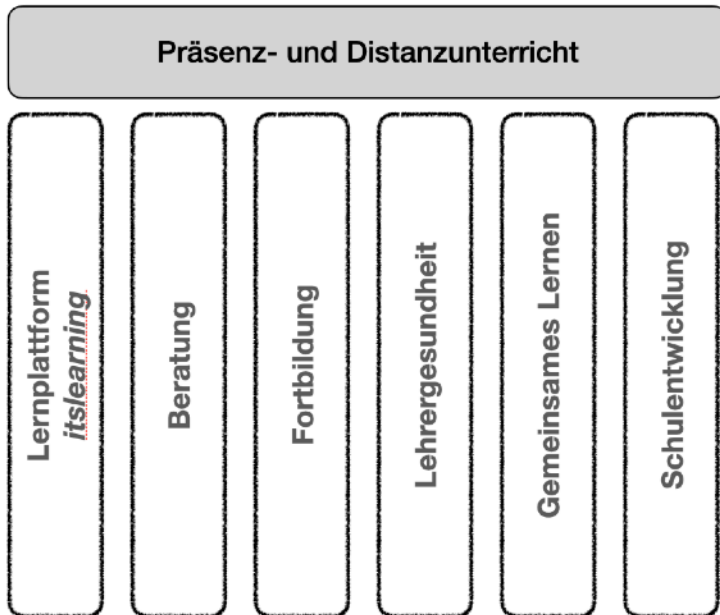 Präsenz- und Distanzunterricht
Lernplattform
itslearning
Beratung
Fortbildung
Lehrergesundheit
Gemeinsames Lernen
Schulentwicklung